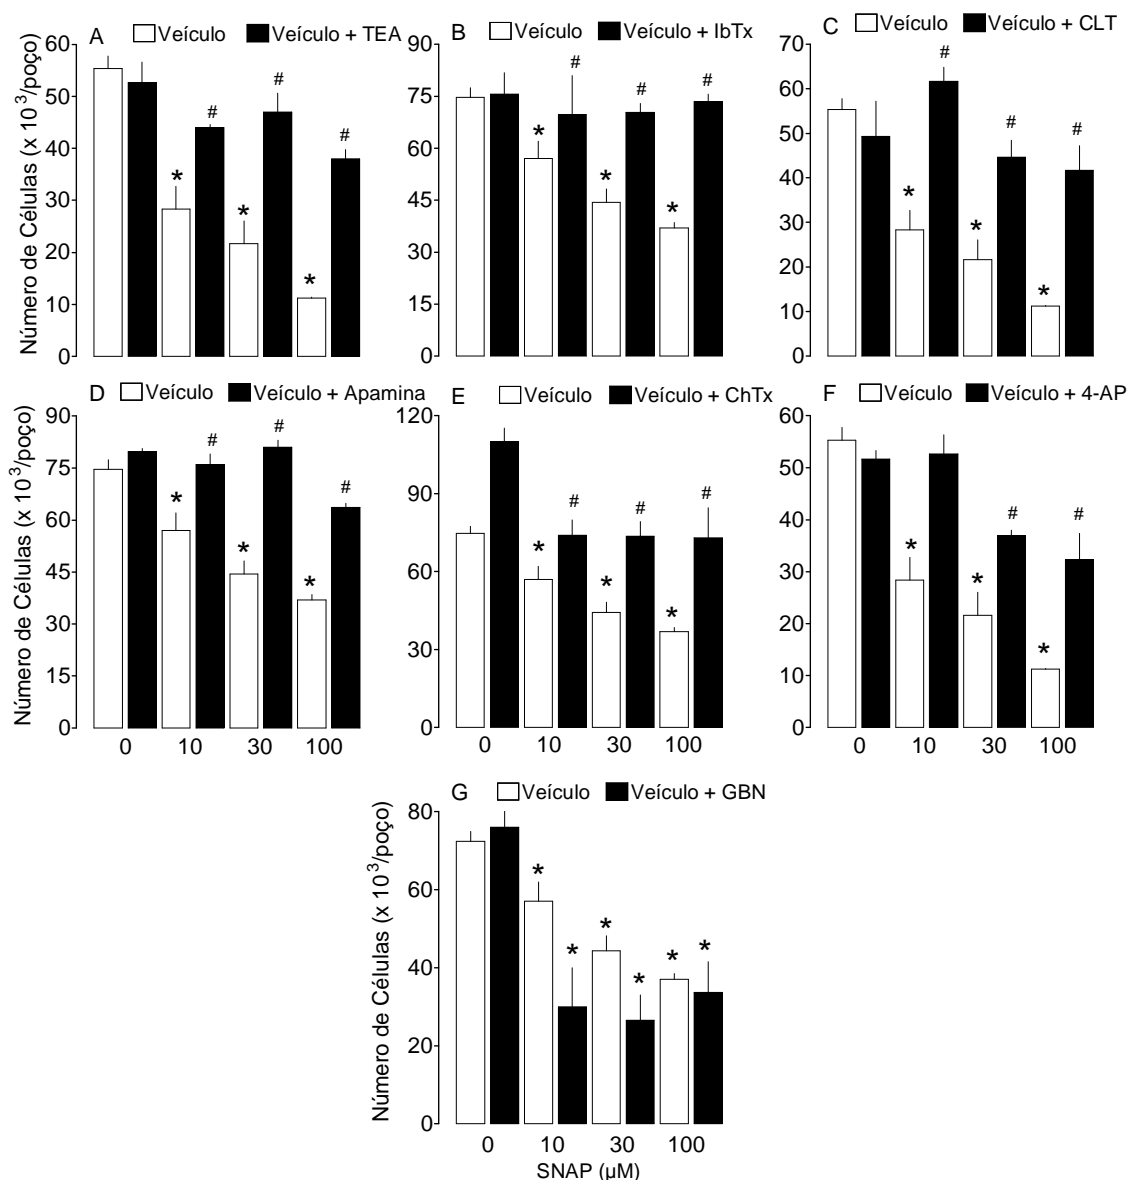 A Veículo Veículo + TEA
Número de Células (x 10³/poço)
60
50
40
30
20
10
0
* * *
# # #
B Veículo Veículo + IbTx
90
75
60
45
30
15
0
* * *
# # #
C Veículo Veículo + CLT
70
60
50
40
30
20
10
0
* * *
# # #
D Veículo Veículo + Apamina
Número de Células (x 10³/poço)
90
75
60
45
30
15
0
* * *
# # #
0 10 30 100
E Veículo Veículo + ChTx
120
90
60
30
0
* * *
# # #
0 10 30 100
F Veículo Veículo + 4-AP
60
50
40
30
20
10
0
* * *
# #
0 10 30 100
G Veículo Veículo + GBN
Número de Células (x 10³/poço)
80
60
40
20
0
* * * * * *
0 10 30 100
SNAP (µM)